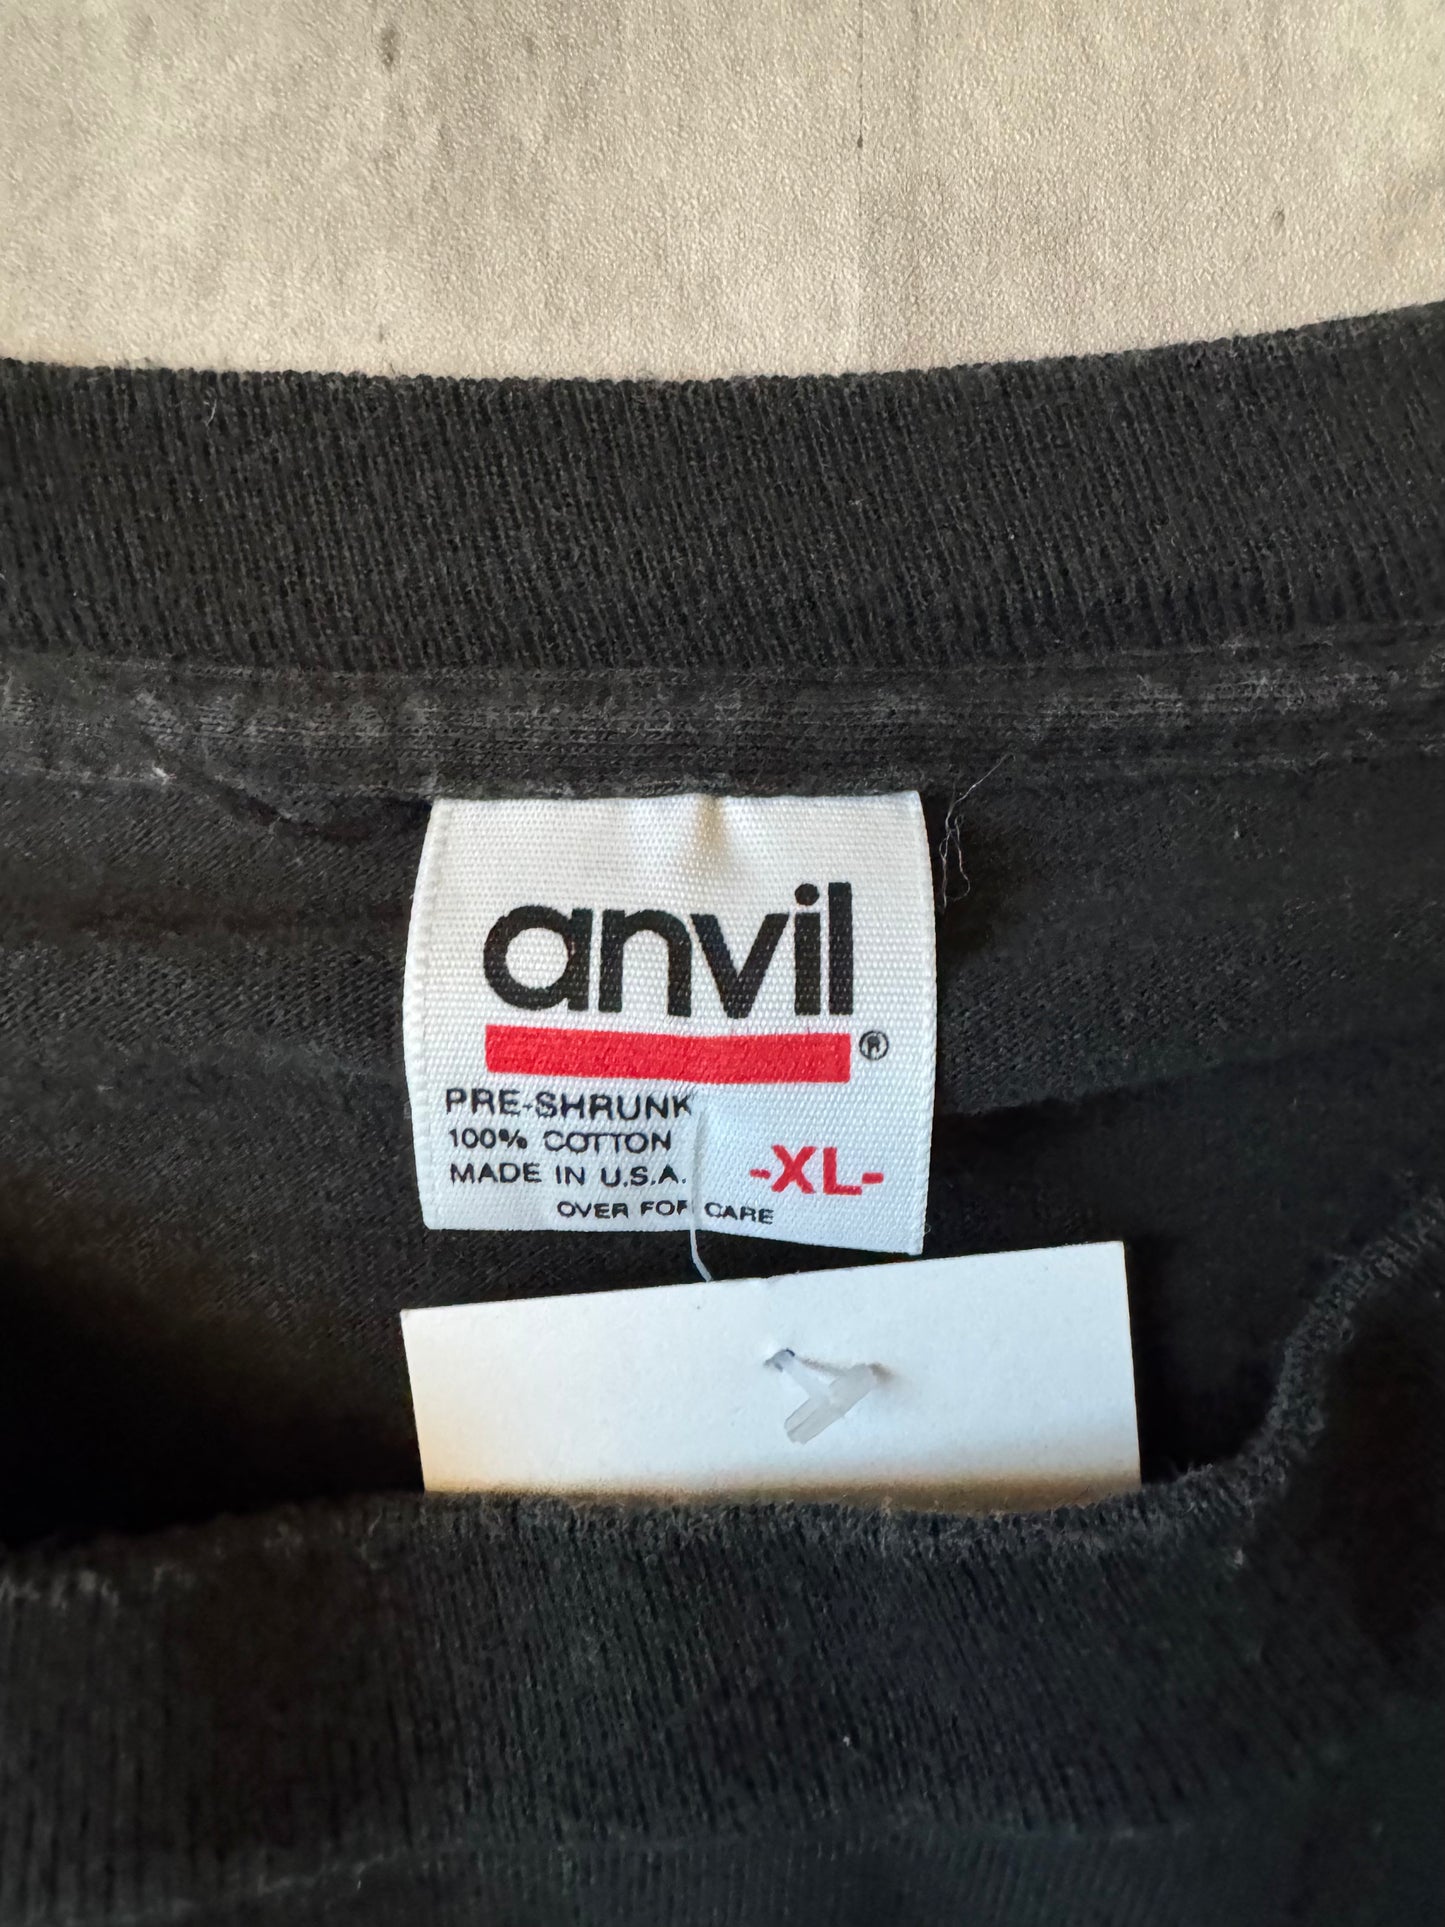 anvil®
PRE-SHRUNK
100% COTTON
MADE IN U.S.A.
-XL-
OVER FOR CARE